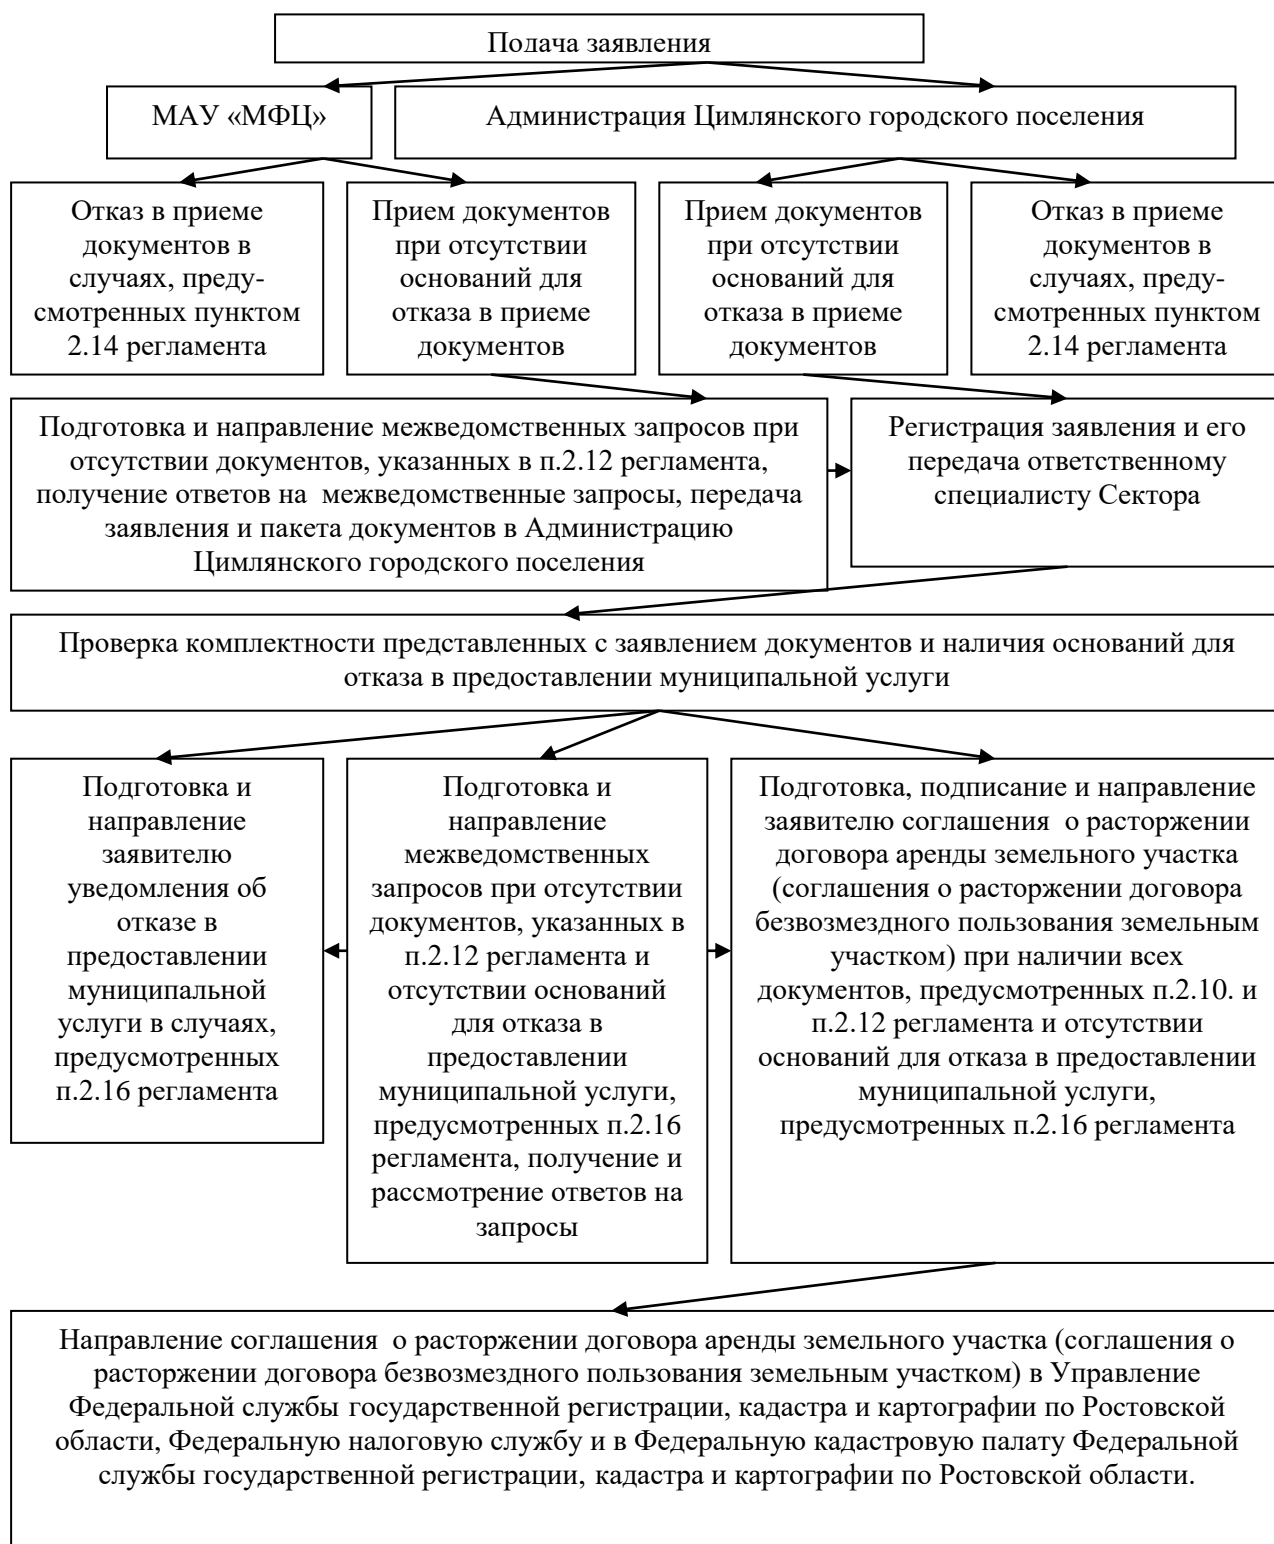 Подача заявления
МАУ «МФЦ»
Администрация Цимлянского городского поселения
Отказ в приеме
документов в
случаях, преду-
смотренных пунктом
2.14 регламента
Прием документов
при отсутствии
оснований для
отказа в приеме
документов
Прием документов
при отсутствии
оснований для
отказа в приеме
документов
Отказ в приеме
документов в
случаях, преду-
смотренных пунктом
2.14 регламента
Подготовка и направление межведомственных запросов при
отсутствии документов, указанных в п.2.12 регламента,
получение ответов на межведомственные запросы, передача
заявления и пакета документов в Администрацию
Цимлянского городского поселения
Регистрация заявления и его
передача ответственному
специалисту Сектора
Проверка комплектности представленных с заявлением документов и наличия оснований для
отказа в предоставлении муниципальной услуги
Подготовка и
направление
заявителю
уведомления об
отказе в
предоставлении
муниципальной
услуги в случаях,
предусмотренных
п.2.16 регламента
Подготовка и
направление
межведомственных
запросов при отсутствии
документов, указанных в
п.2.12 регламента и
отсутствии оснований
для отказа в
предоставлении
муниципальной услуги,
предусмотренных п.2.16
регламента, получение и
рассмотрение ответов на
запросы
Подготовка, подписание и направление
заявителю соглашения о расторжении
договора аренды земельного участка
(соглашения о расторжении договора
безвозмездного пользования земельным
участком) при наличии всех
документов, предусмотренных п.2.10. и
п.2.12 регламента и отсутствии
оснований для отказа в предоставлении
муниципальной услуги,
предусмотренных п.2.16 регламента
Направление соглашения о расторжении договора аренды земельного участка (соглашения о
расторжении договора безвозмездного пользования земельным участком) в Управление
Федеральной службы государственной регистрации, кадастра и картографии по Ростовской
области, Федеральную налоговую службу и в Федеральную кадастровую палату Федеральной
службы государственной регистрации, кадастра и картографии по Ростовской области.